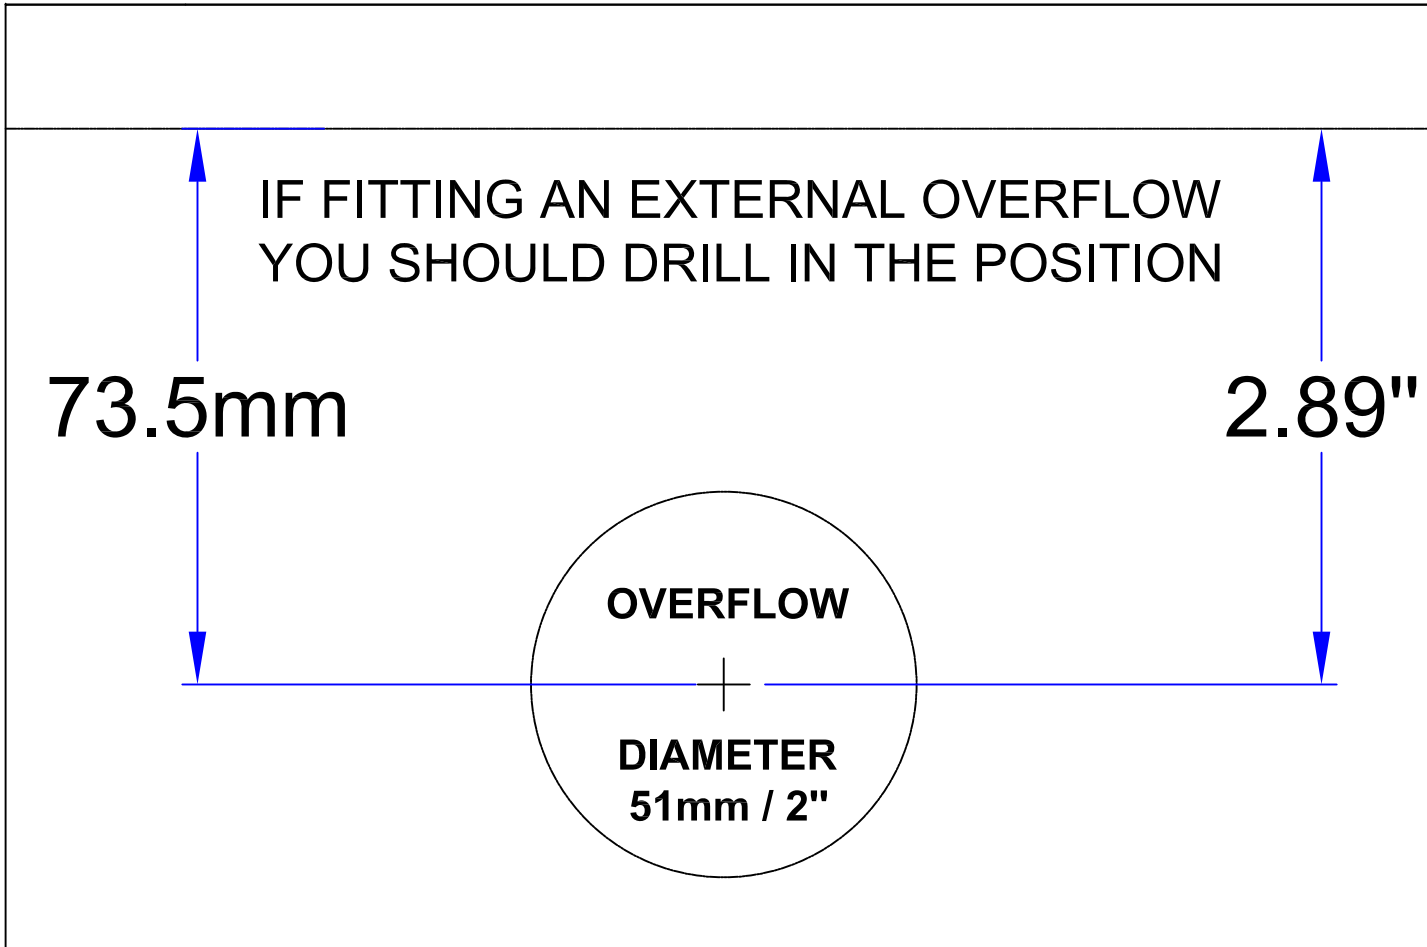 IF FITTING AN EXTERNAL OVERFLOW
YOU SHOULD DRILL IN THE POSITION
73.5mm
2.89"
OVERFLOW
DIAMETER
51mm / 2"